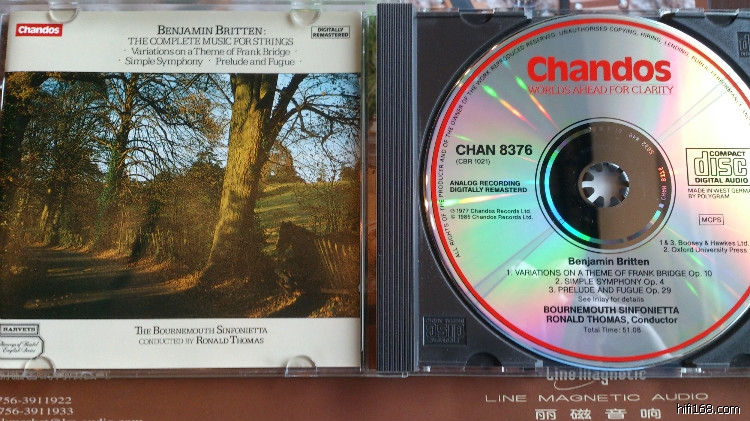 Chandos
BENJAMIN BRITTEN:
THE COMPLETE MUSIC FOR STRINGS
· Variations on a Theme of Frank Bridge ·
· Simple Symphony · Prelude and Fugue ·
DIGITALLY
REMASTERED
HARVEYS
THE BOURNEMOUTH SINFONIETTA
CONDUCTED BY RONALD THOMAS
Chandos
WORLDS AHEAD FOR CLARITY
CHAN 8376
(CBR 1021)
ANALOG RECORDING
DIGITALLY REMASTERD
℗ 1977 Chandos Records Ltd.
© 1985 Chandos Records Ltd.
ALL RIGHTS OF THE PRODUCER AND OF THE OWNER OF THE WORK REPRODUCED RESERVED. UNAUTHORISED COPYING, HIRING, LENDING, PUBLIC PERFORMANCE
COMPACT
disc
DIGITAL AUDIO
MADE IN WEST GERM
BY POLYGRAM
MCPS
1 & 3. Boosey & Hawkes Ltd.
2. Oxford University Press
Benjamin Britten
1. VARIATIONS ON A THEME OF FRANK BRIDGE Op. 10
2. SIMPLE SYMPHONY Op. 4
3. PRELUDE AND FUGUE Op. 29
See Inlay for details
BOURNEMOUTH SINFONIETTA
RONALD THOMAS, Conductor
Total Time: 51.08
disc
Line Magnetic
LINE MAGNETIC AUDIO
丽磁音响
756-3911922
756-3911933
hifi168.com